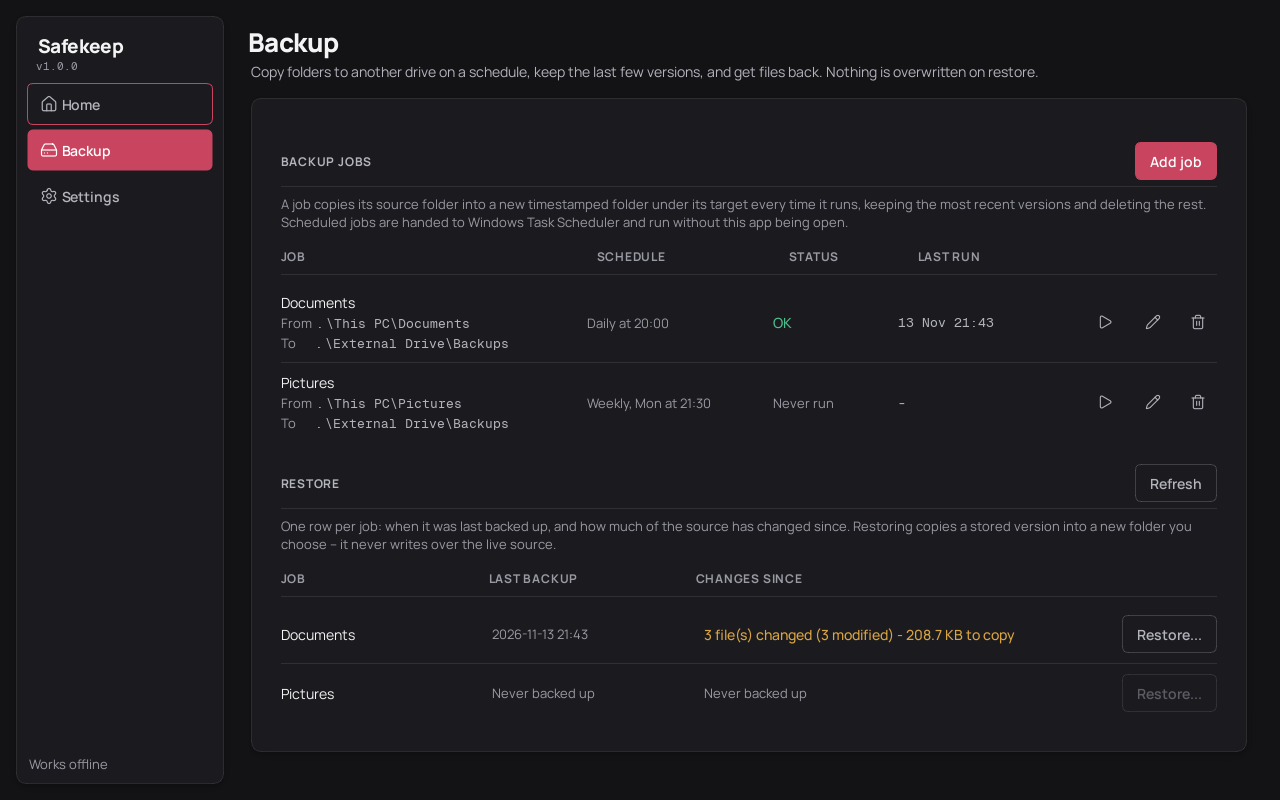 Safekeep
v1.0.0
Home
Backup
Settings
Works offline
Backup
Copy folders to another drive on a schedule, keep the last few versions, and get files back. Nothing is overwritten on restore.
BACKUP JOBS
Add job
A job copies its source folder into a new timestamped folder under its target every time it runs, keeping the most recent versions and deleting the rest.
Scheduled jobs are handed to Windows Task Scheduler and run without this app being open.
JOB SCHEDULE STATUS LAST RUN
Documents
From .\This PC\Documents Daily at 20:00 OK 13 Nov 21:43
To .\External Drive\Backups
Pictures
From .\This PC\Pictures Weekly, Mon at 21:30 Never run -
To .\External Drive\Backups
RESTORE
Refresh
One row per job: when it was last backed up, and how much of the source has changed since. Restoring copies a stored version into a new folder you
choose – it never writes over the live source.
JOB LAST BACKUP CHANGES SINCE
Documents 2026-11-13 21:43 3 file(s) changed (3 modified) - 208.7 KB to copy Restore...
Pictures Never backed up Never backed up Restore...